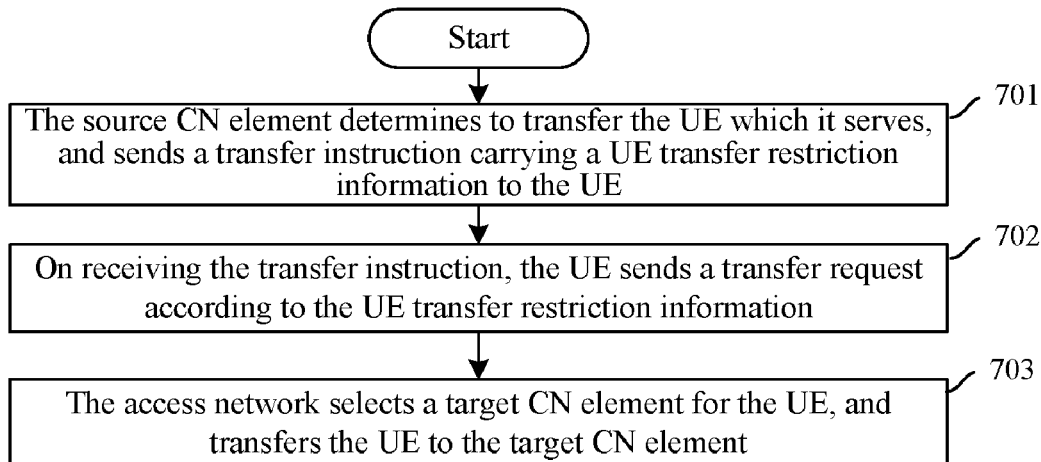 Start
701
The source CN element determines to transfer the UE which it serves,
and sends a transfer instruction carrying a UE transfer restriction
information to the UE
702
On receiving the transfer instruction, the UE sends a transfer request
according to the UE transfer restriction information
703
The access network selects a target CN element for the UE, and
transfers the UE to the target CN element